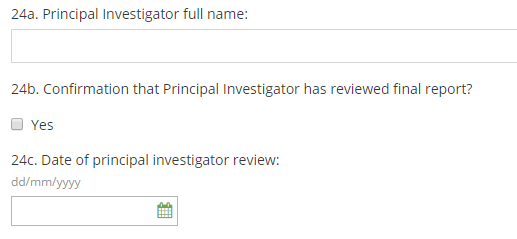 24a. Principal Investigator full name:
24b. Confirmation that Principal Investigator has reviewed final report?
Yes
24c. Date of principal investigator review:
dd/mm/yyyy